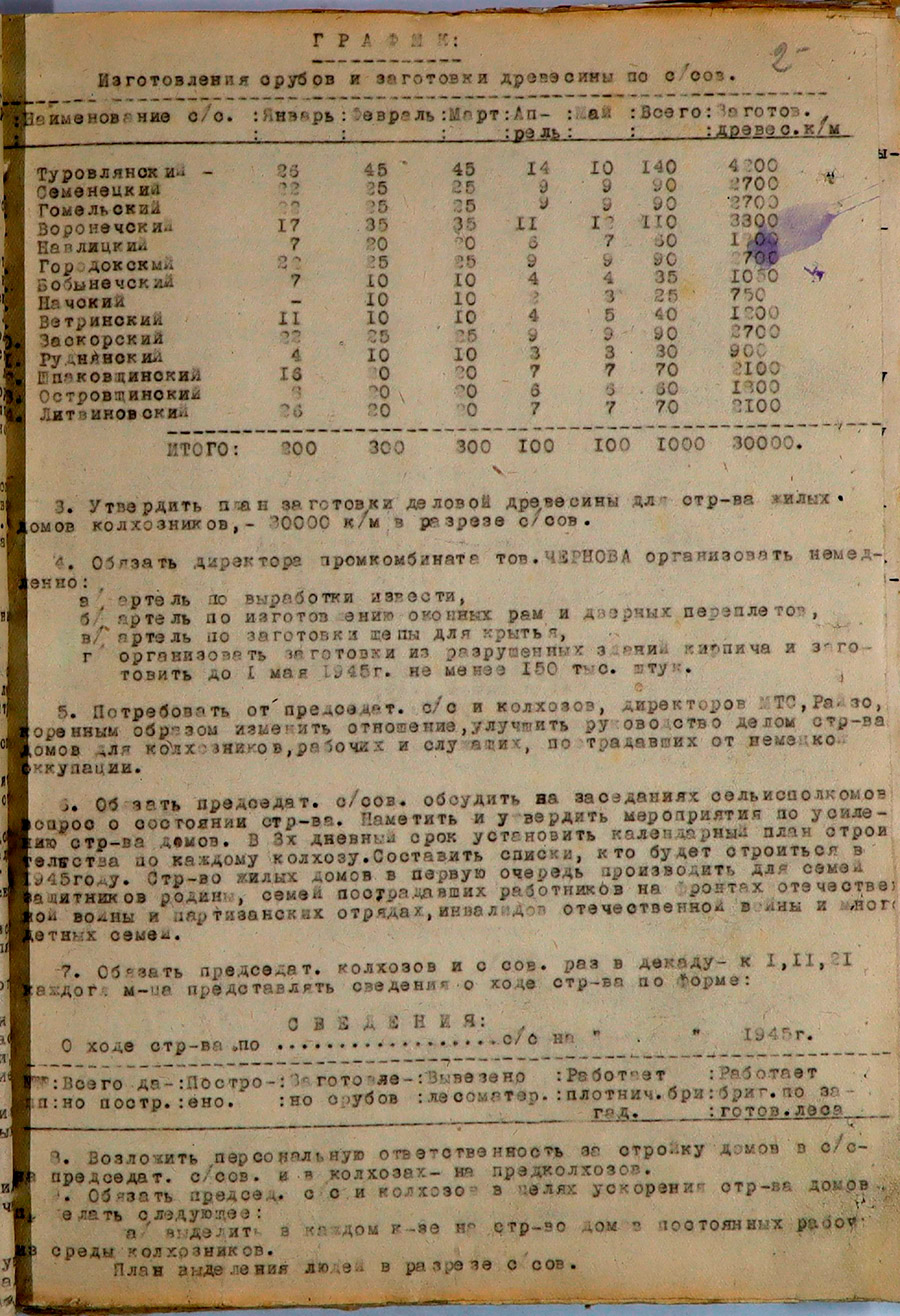 2-
ГРАФИК:
Изготовления срубов и заготовки древесины по с/сов.
:Наименование с/с. :Январь:Февраль:Март:Ап- :Май :Всего:Заготов.
: : : : :рель: : :древес.к/м
Туровлянский - 26 45 45 14 10 140 4200
Семенецкий 22 25 25 9 9 90 2700
Гомельский 22 25 25 9 9 90 2700
Воронечский 17 35 35 11 12 110 3300
Навлицкий 7 20 20 6 7 60
Городокский 22 25 25 9 9 90 2700
Бобынечский 7 10 10 4 4 35 1050
Начский - 10 10 2 3 25 750
Ветринский 11 10 10 4 5 40 1200
Заскорский 22 25 25 9 9 90 2700
Руднянский 4 10 10 3 3 30 900
Шпаковщинский 16 20 20 7 7 70 2100
Островщинский 8 20 20 6 6 60 1800
Литвиновский 26 20 20 7 7 70 2100
ИТОГО: 200 300 300 100 100 1000 30000.
3. Утвердить план заготовки деловой древесины для стр-ва жилых
домов колхозников,- 30000 к/м в разрезе с/сов.
4. Обязать директора промкомбината тов.ЧЕРНОВА организовать немед-
ленно:
а/ артель по выработки извести,
б/ артель по изготовлению оконных рам и дверных переплетов,
в/ артель по заготовки щепы для крытья,
г организовать заготовки из разрушенных зданий кирпича и заго-
товить до 1 мая 1945г. не менее 150 тыс. штук.
5. Потребовать от председат. с/с и колхозов, директоров МТС,Райзо,
коренным образом изменить отношение,улучшить руководство делом стр-ва
домов для колхозников,рабочих и служащих, пострадавших от немецкой
оккупации.
6. Обязать председат. с/сов. обсудить на заседаниях сельисполкомов
вопрос о состоянии стр-ва. Наметить и утвердить мероприятия по усиле-
нию стр-ва домов. В 3х дневный срок установить календарный план строи
тельства по каждому колхозу.Составить списки, кто будет строиться в
1945году. Стр-во жилых домов в первую очередь производить для семей
защитников родины, семей пострадавших работников на фронтах отечествен
ной войны и партизанских отрядах,инвалидов отечественной войны и много
детных семей.
7. Обязать председат. колхозов и с сов. раз в декаду- к 1,11,21
каждого м-ца представлять сведения о ходе стр-ва по форме:
СВЕДЕНИЯ:
О ходе стр-ва по ..................с/с на " " 1945г.
№№:Всего да-:Постро-:Заготовле-:Вывезено :Работает :Работает
пп:но постр.:ено. :но срубов :лесоматер.:плотнич.бри:бриг.по за-
гад. :готов.леса
8. Возложить персональную ответственность за стройку домов в с/с-
на председат. с/сов. и в колхозах- на предколхозов.
9. Обязать председ. с с и колхозов в целях ускорения стр-ва домов
сделать следующее:
а/ выделить в каждом к-зе на стр-во домов постоянных рабоч
из среды колхозников.
План выделения людей в разрезе с сов.